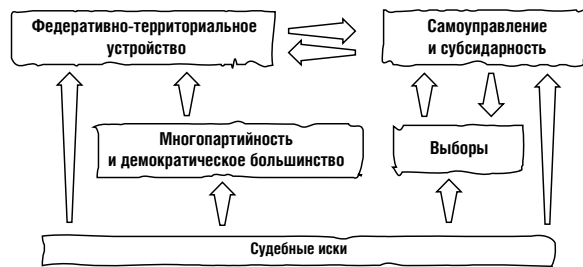 Федеративно-территориальное
устройство
Самоуправление
и субсидарность
Многопартийность
и демократическое большинство
Выборы
Судебные иски